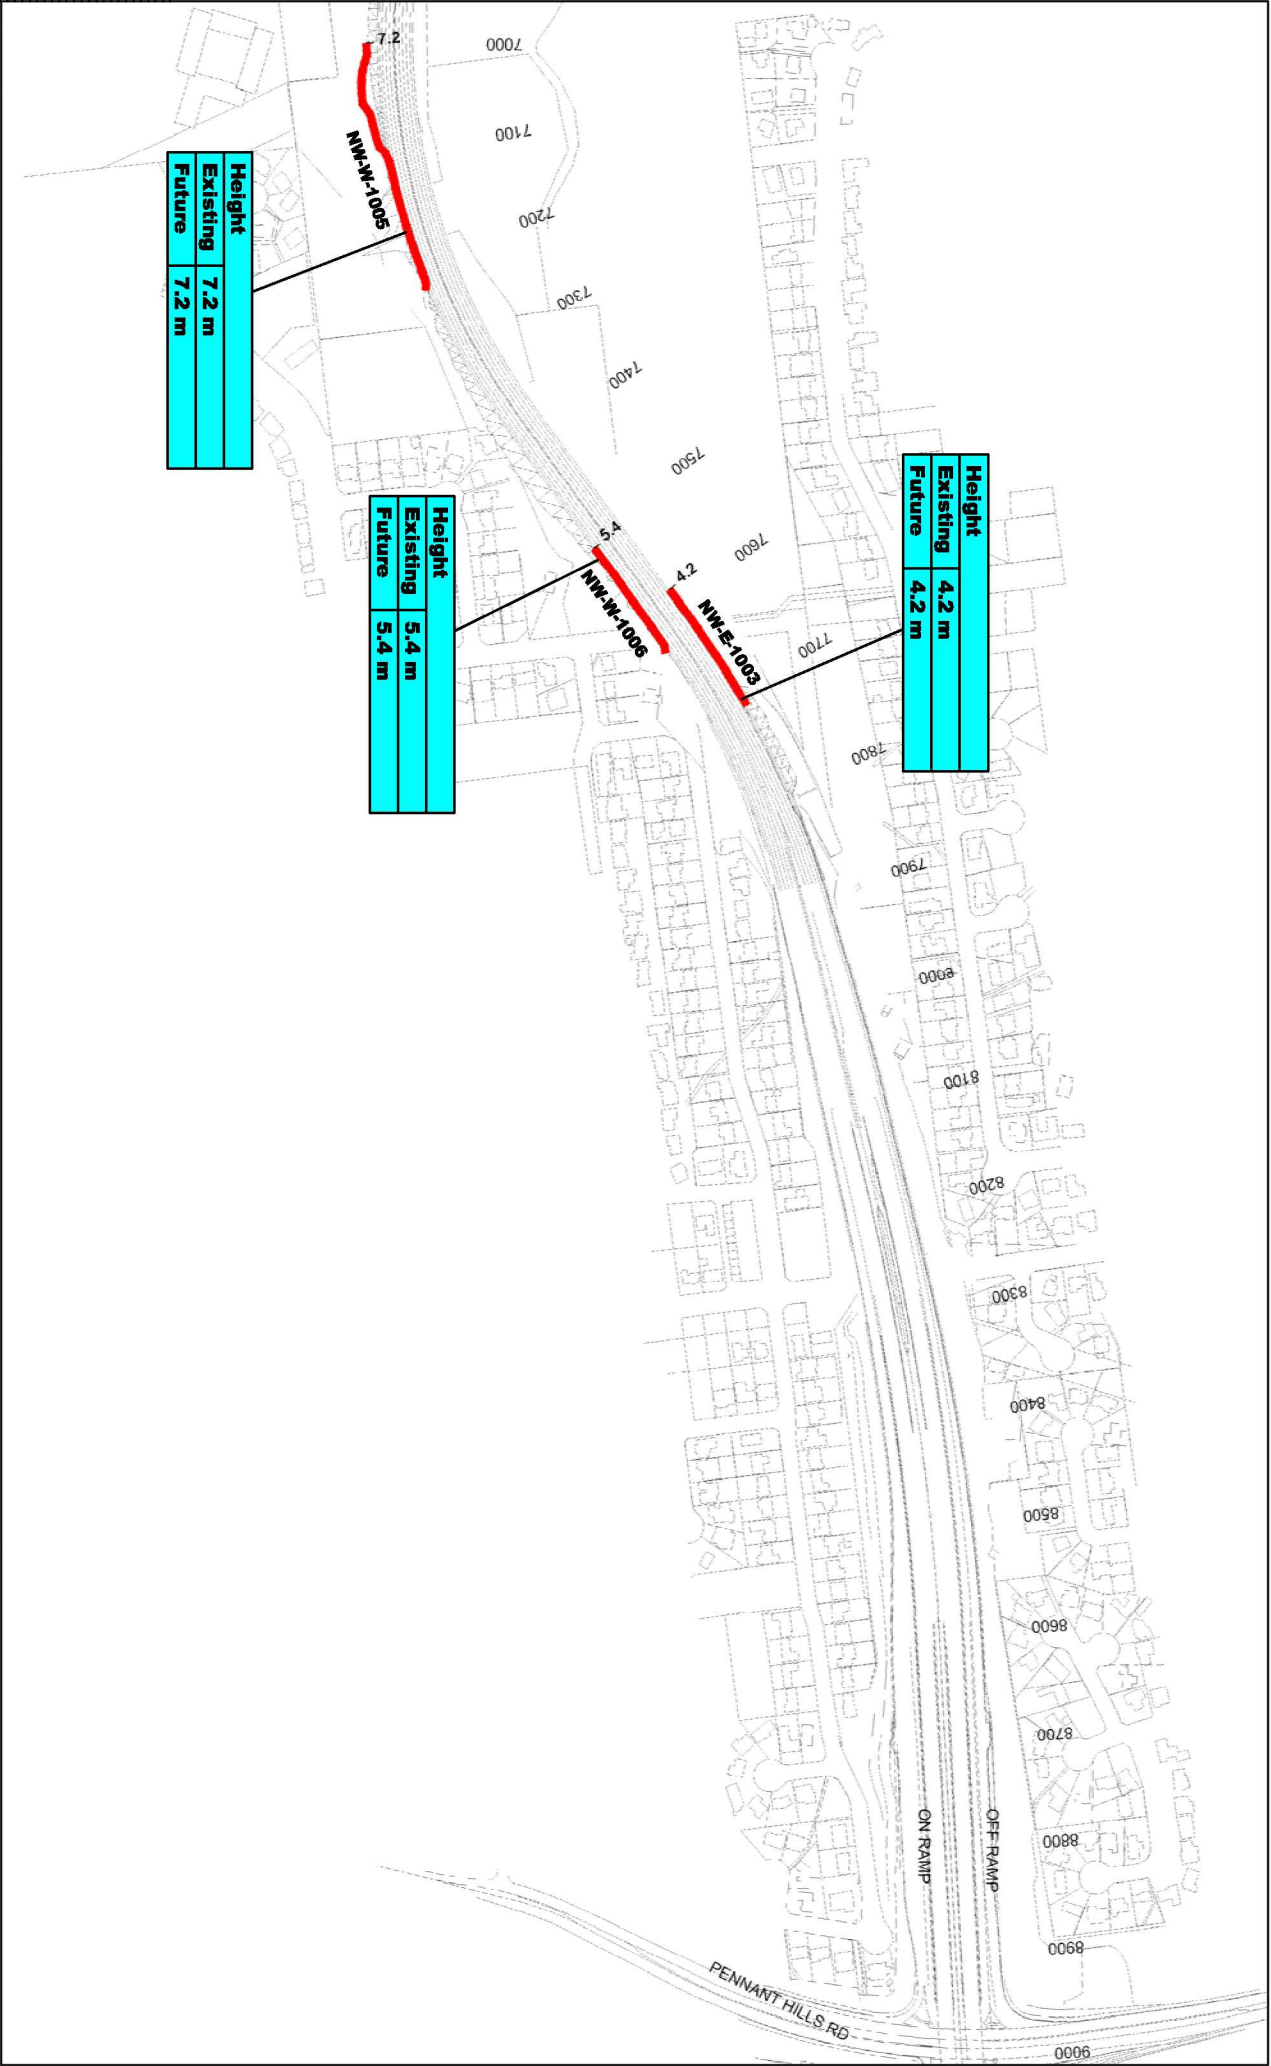 7.2
NW-W-1005
Height
Existing 7.2 m
Future 7.2 m
5.4
NW-W-1006
Height
Existing 5.4 m
Future 5.4 m
4.2
NW-E-1003
Height
Existing 4.2 m
Future 4.2 m
7000
7100
7200
7300
7400
7500
7600
7700
7800
7900
8000
8100
8200
8300
8400
8500
8600
8700
8800
8900
9000
OFF RAMP
ON RAMP
PENNANT HILLS RD